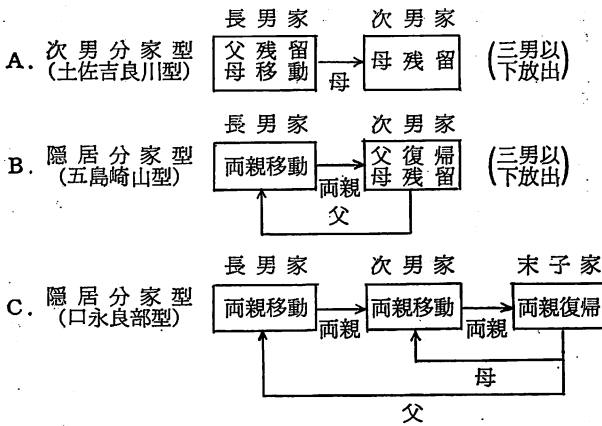 長男家 次男家
A. 次男分家型 父残留 母残留 (三男以
(土佐吉良川型) 母移動 下放出)
母
長男家 次男家
B. 隠居分家型 両親移動 父復帰 (三男以
(五島崎山型) 両親 母残留 下放出)
父
長男家 次男家 末子家
C. 隠居分家型 両親移動 両親移動 両親復帰
(口永良部型) 両親 両親
母
父